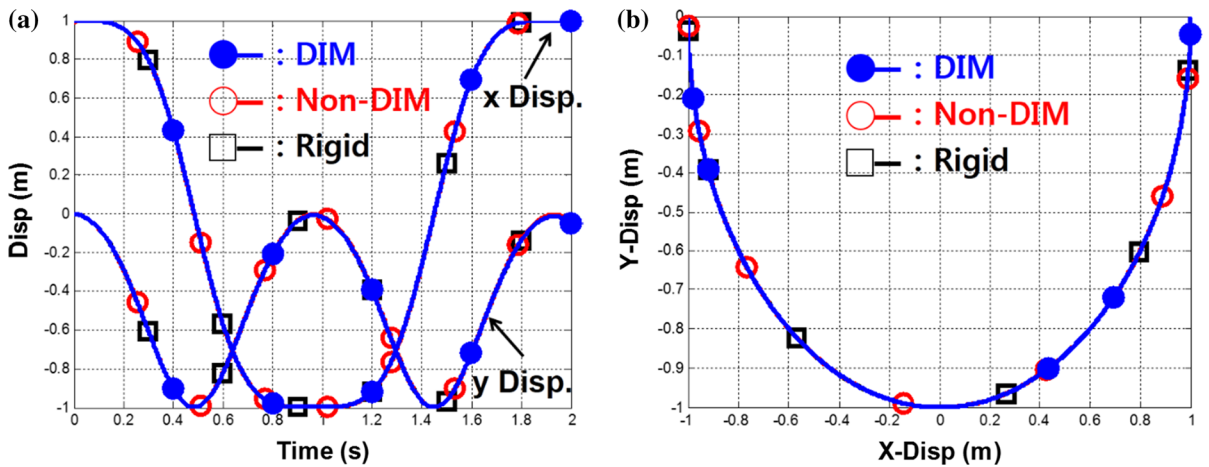 (a)
1
0.8
0.6
0.4
0.2
0
-0.2
-0.4
-0.6
-0.8
-1
Disp (m)
: DIM
: Non-DIM
: Rigid
x Disp.
y Disp.
0 0.2 0.4 0.6 0.8 1 1.2 1.4 1.6 1.8 2
Time (s)
(b)
0
-0.1
-0.2
-0.3
-0.4
-0.5
-0.6
-0.7
-0.8
-0.9
-1
Y-Disp (m)
: DIM
: Non-DIM
: Rigid
-1 -0.8 -0.6 -0.4 -0.2 0 0.2 0.4 0.6 0.8 1
X-Disp (m)